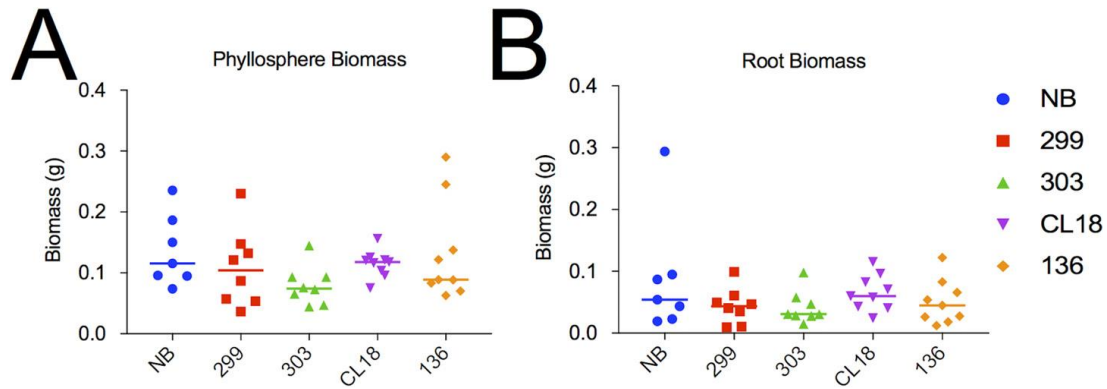 A
Phyllosphere Biomass
Biomass (g)
0.4
0.3
0.2
0.1
0.0
NB
299
303
CL18
136
B
Root Biomass
Biomass (g)
0.4
0.3
0.2
0.1
0.0
NB
299
303
CL18
136
NB
299
303
CL18
136